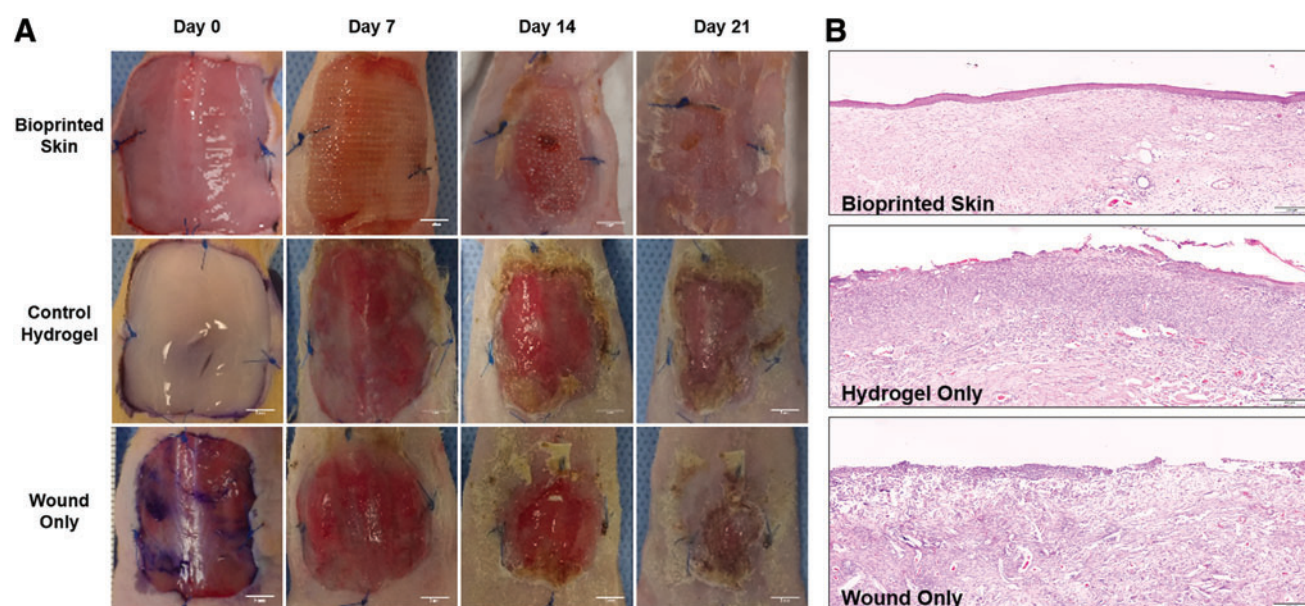 A
Day 0
Day 7
Day 14
Day 21
B
Bioprinted
Skin
Control
Hydrogel
Wound
Only
Bioprinted Skin
Hydrogel Only
Wound Only